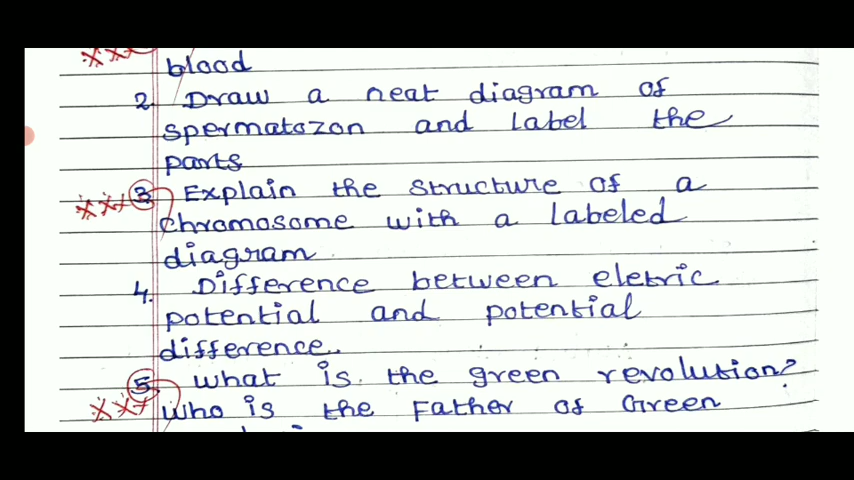 blood
2. Draw a neat diagram of
spermatozon and label the
parts
3. Explain the structure of a
chromosome with a labeled
diagram
4. Difference between eletric
potential and potential
difference.
5. What is the green revolution?
Who is the Father of Green